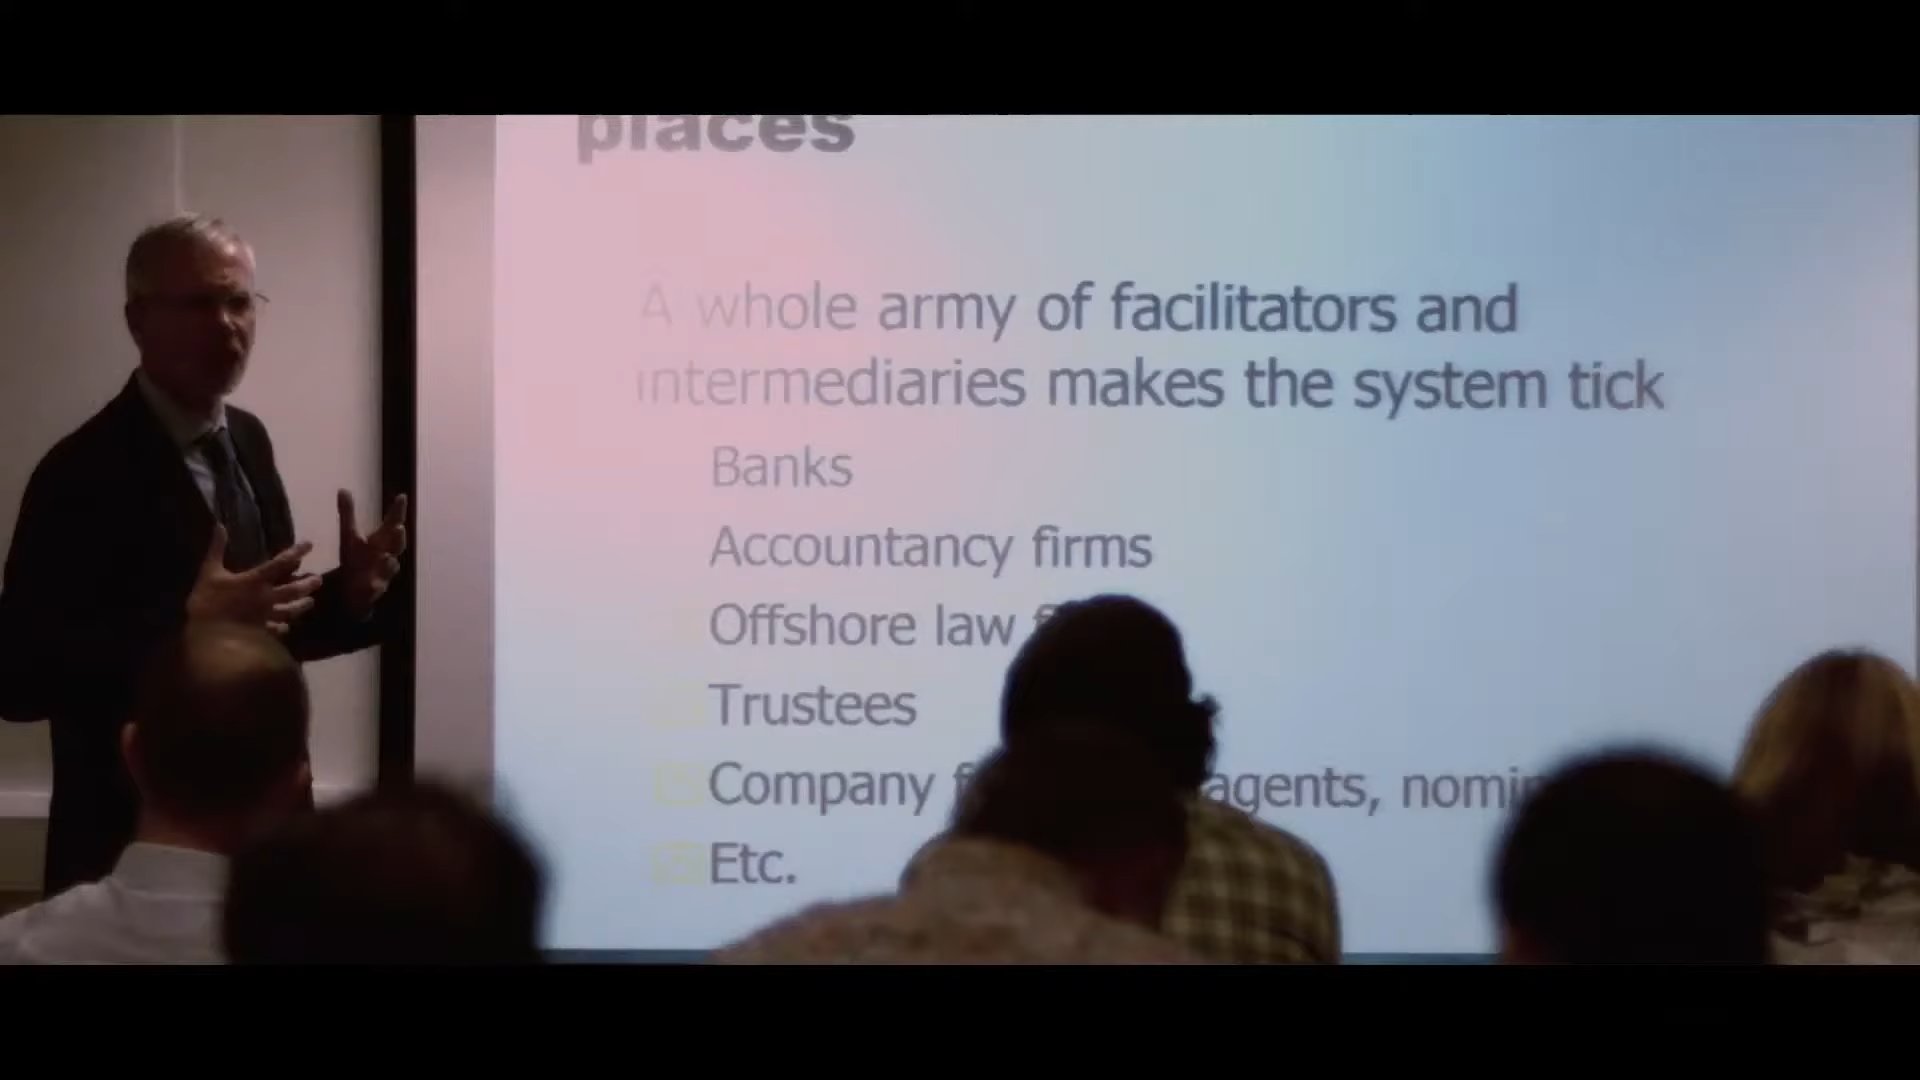 places
A whole army of facilitators and
intermediaries makes the system tick
Banks
Accountancy firms
Offshore law
Trustees
Company agents,
Etc.